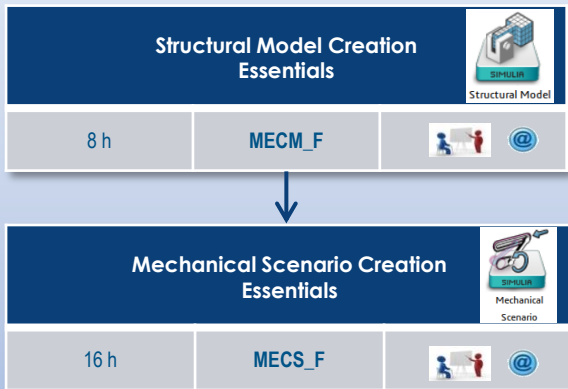 Structural Model Creation
Essentials
SIMULIA
Structural Model
8 h
MECM_F
@
Mechanical Scenario Creation
Essentials
SIMULIA
Mechanical
Scenario
16 h
MECS_F
@